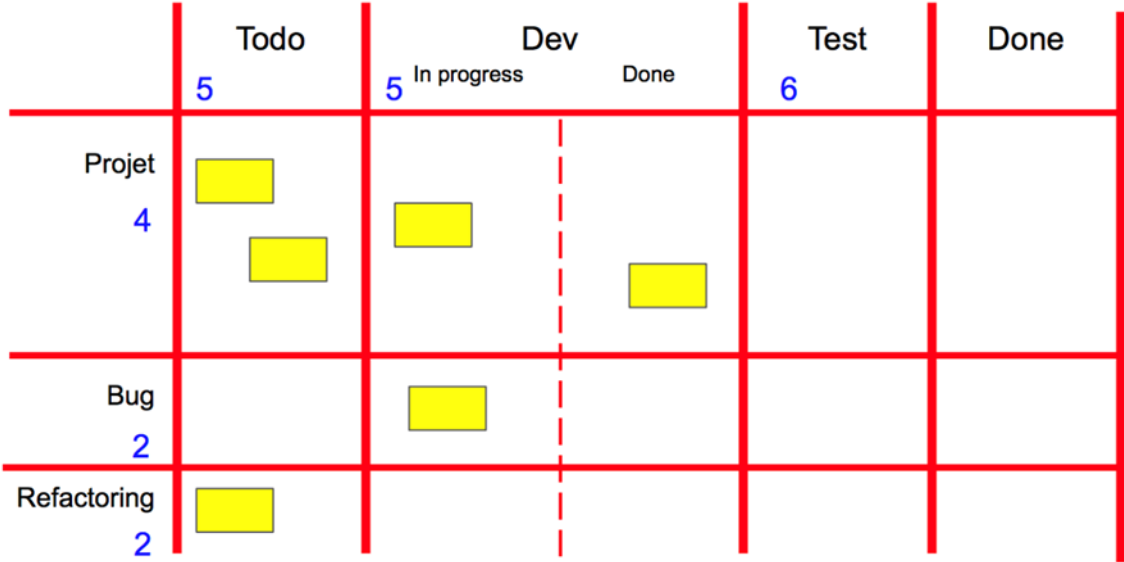 Todo
Dev
Test
Done
In progress
Done
5
5
6
Projet
4
Bug
2
Refactoring
2